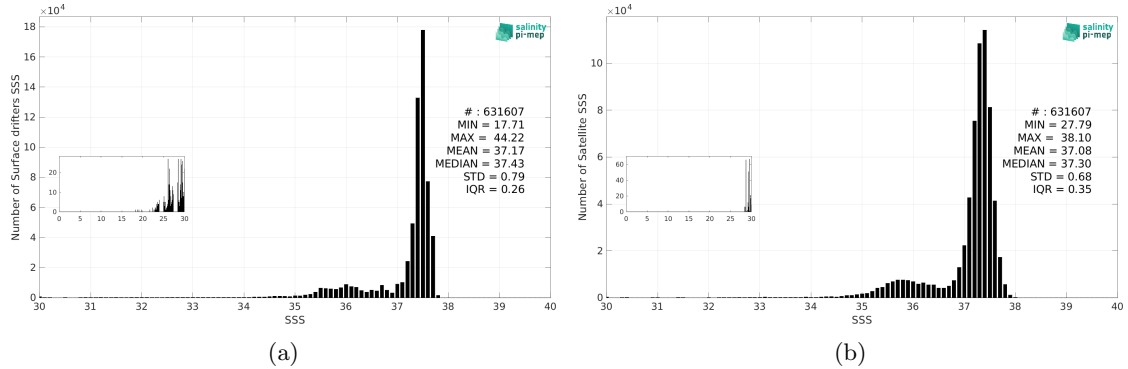 ×10⁴
18
16
14
12
10
8
6
4
2
0
Number of Surface drifters SSS
salinity
pi-mep
# : 631607
MIN = 17.71
MAX = 44.22
MEAN = 37.17
MEDIAN = 37.43
STD = 0.79
IQR = 0.26
20
10
0
0 5 10 15 20 25 30
30 31 32 33 34 35 36 37 38 39 40
SSS
(a)
×10⁴
10
8
6
4
2
0
Number of Satellite SSS
salinity
pi-mep
# : 631607
MIN = 27.79
MAX = 38.10
MEAN = 37.08
MEDIAN = 37.30
STD = 0.68
IQR = 0.35
60
40
20
0
0 5 10 15 20 25 30
30 31 32 33 34 35 36 37 38 39 40
SSS
(b)